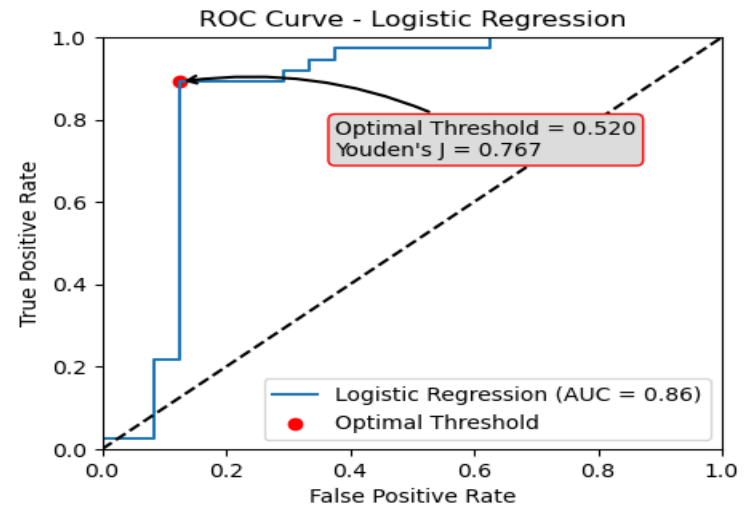 ROC Curve - Logistic Regression
1.0
0.8
0.6
0.4
0.2
0.0
True Positive Rate
Optimal Threshold = 0.520
Youden's J = 0.767
Logistic Regression (AUC = 0.86)
Optimal Threshold
0.0 0.2 0.4 0.6 0.8 1.0
False Positive Rate